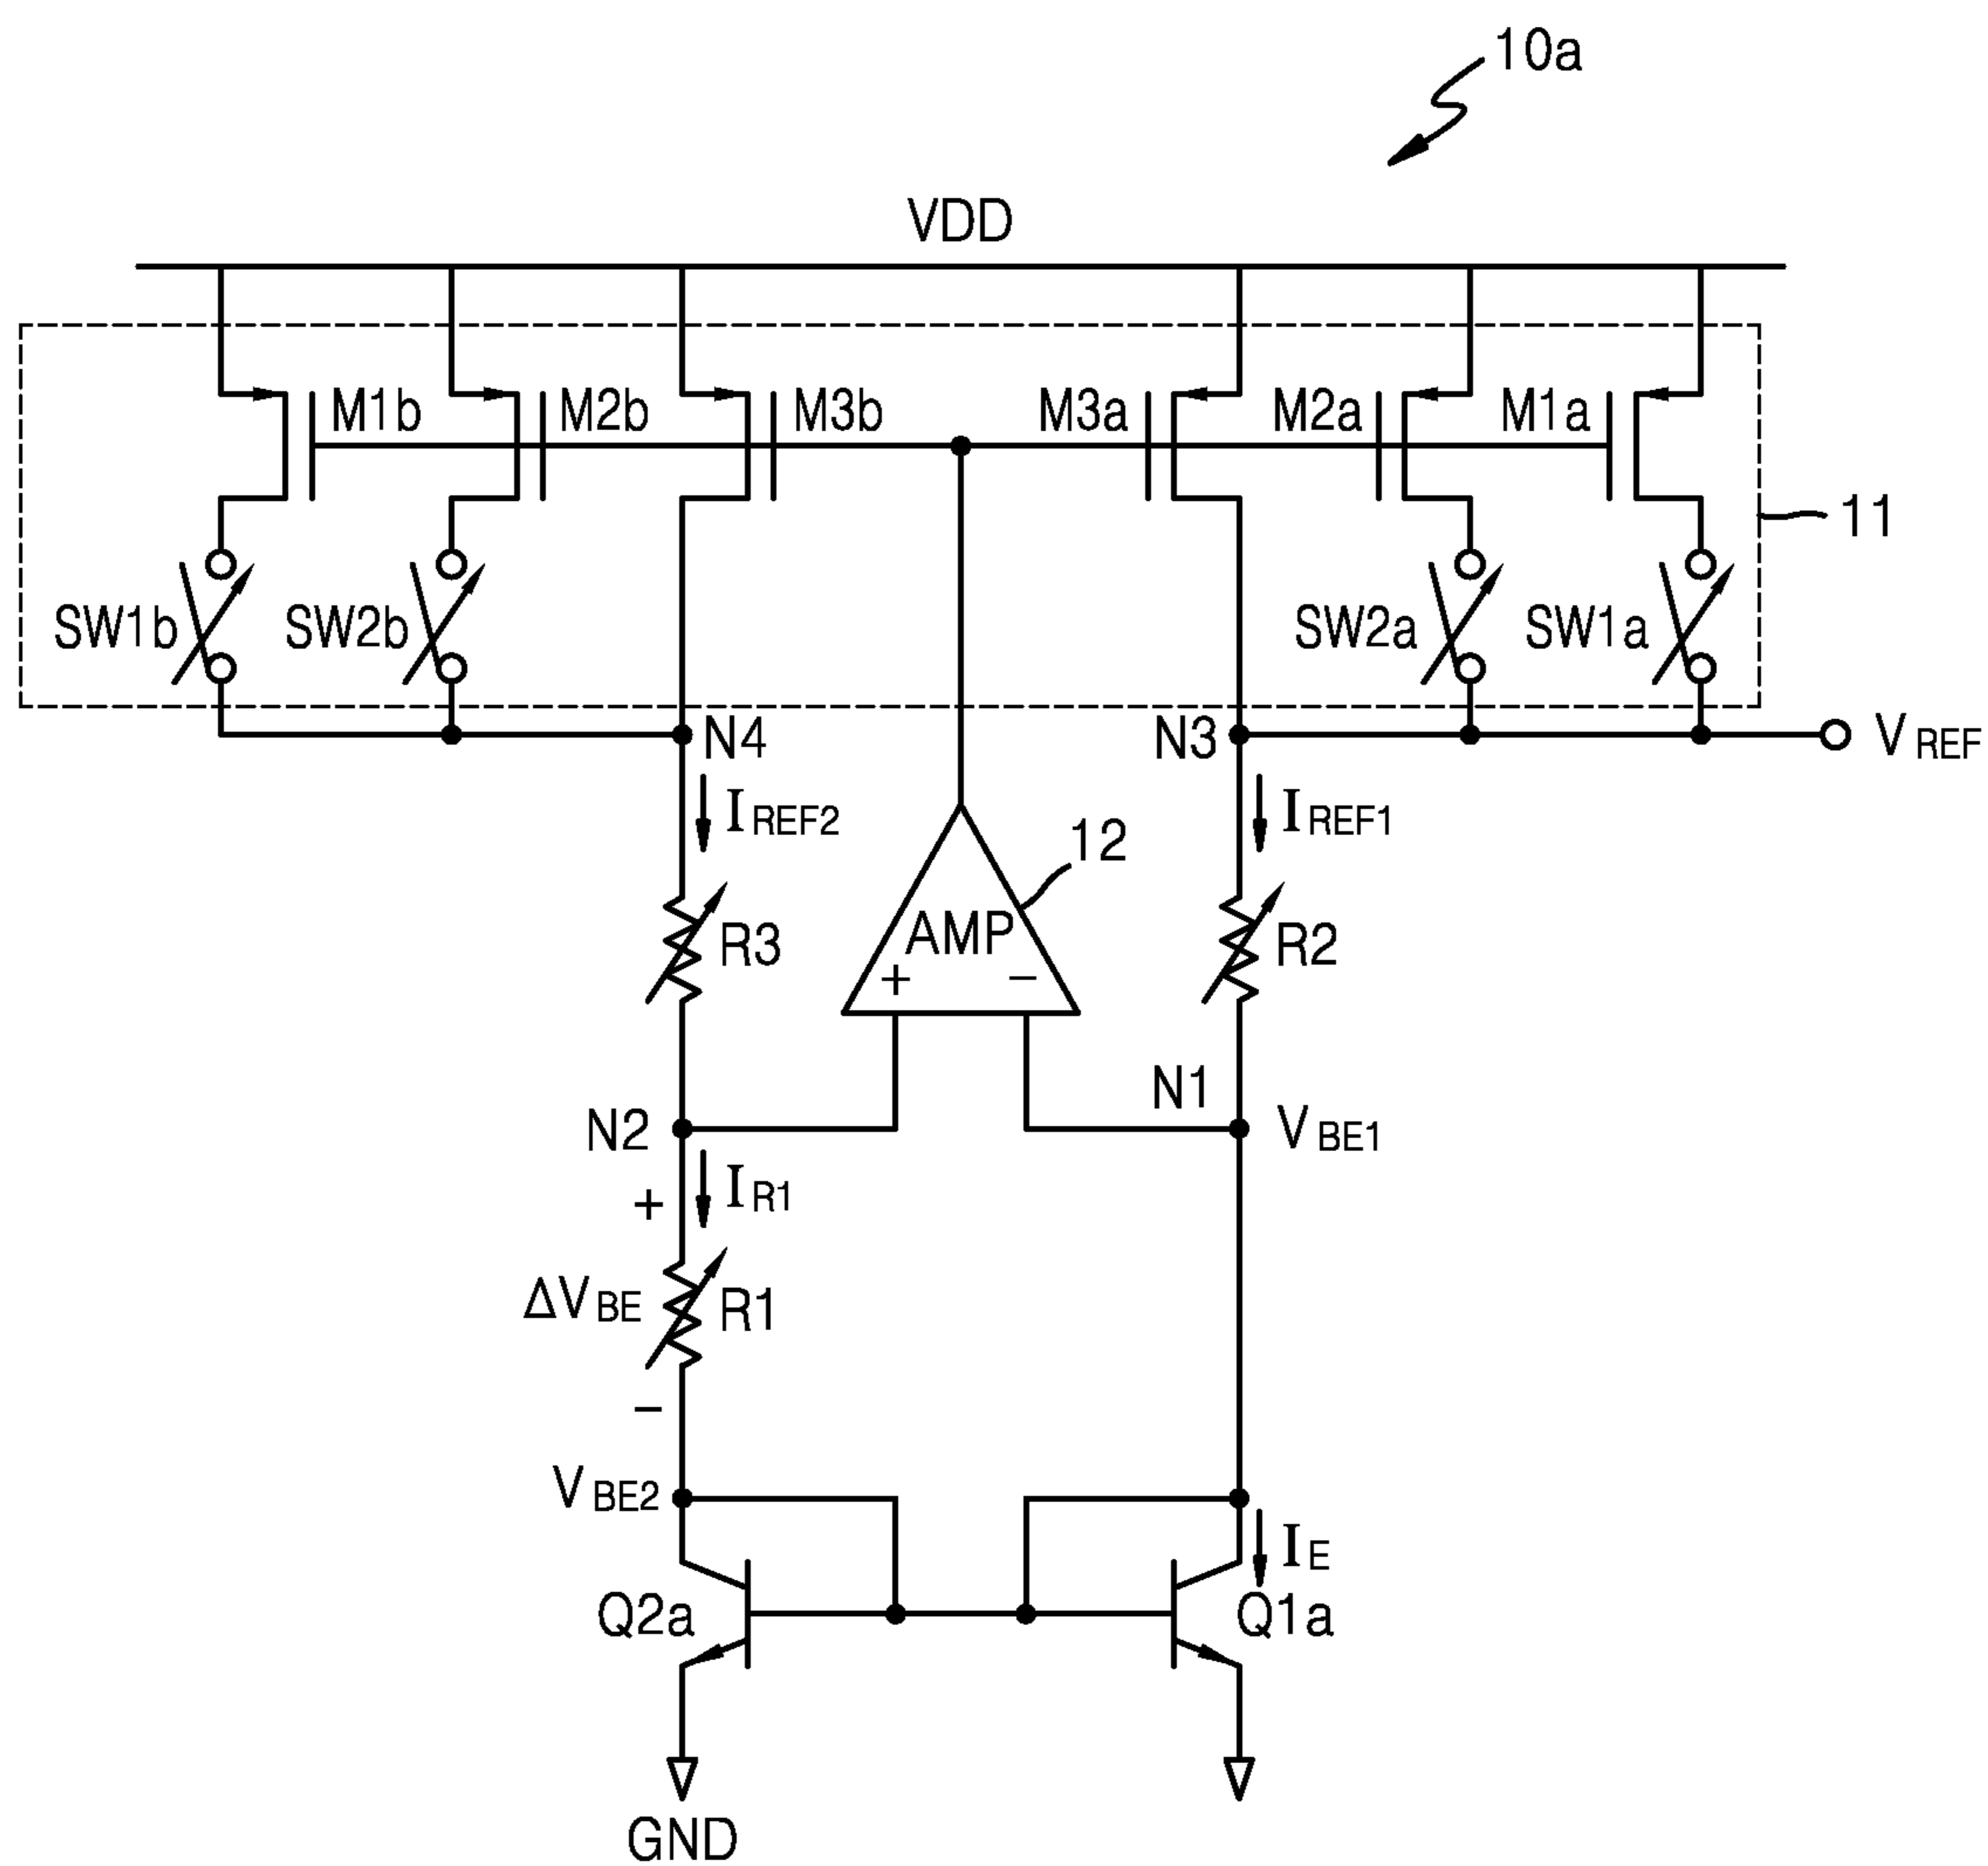 10a
VDD
M1b M2b M3b M3a M2a M1a
11
SW1b SW2b SW2a SW1a
N4 N3 VREF
IREF2 IREF1
12
AMP
R3 R2
+ −
N1
N2 VBE1
+ IR1
ΔVBE R1
−
VBE2
IE
Q2a Q1a
GND